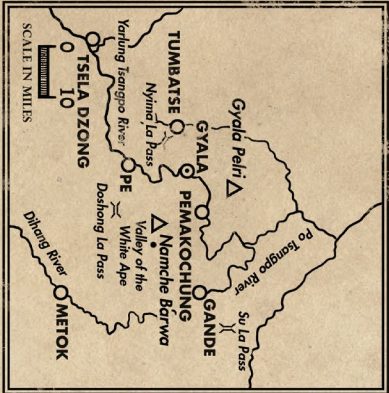 Gyala Pelri
Po Tsangpo River
Su La Pass
TUMBATSE
GYALA
PEMAKOCHUNG
GANDE
Nyima La Pass
Namche Barwa
Valley of the
White Ape
Yarlung Tsangpo River
PE
Doshong La Pass
METOK
TSELA DZONG
Dihang River
0 10
SCALE IN MILES